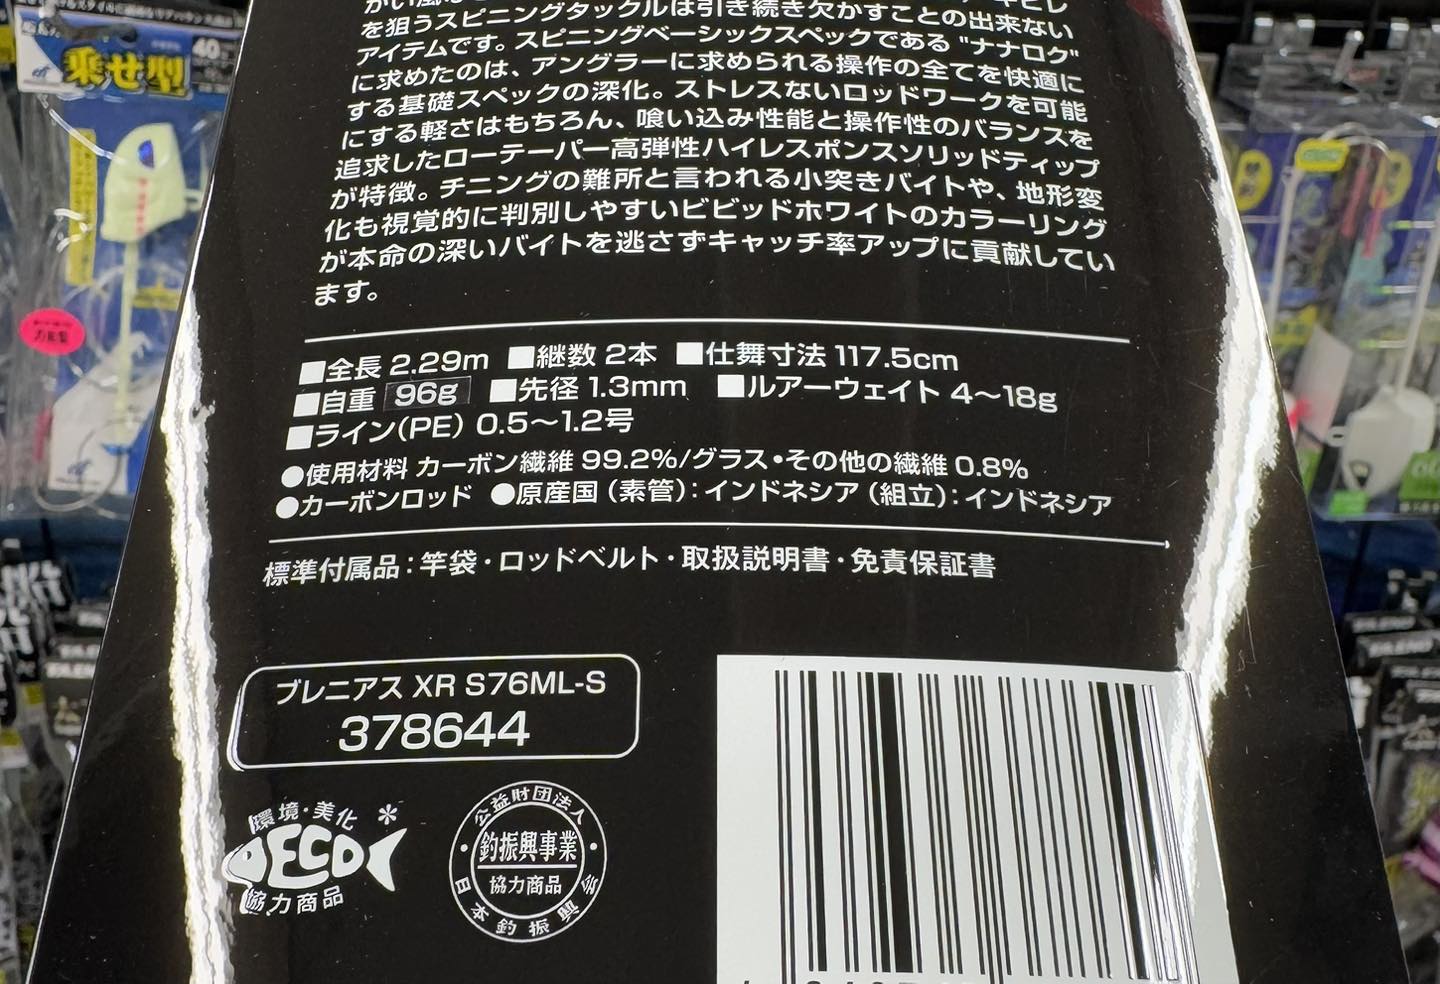 を狙うスピニングタックルは引き続き欠かすことの出来ない
アイテムです。スピニングベーシックスペックである"ナナロク"
に求めたのは、アングラーに求められる操作の全てを快適に
する基礎スペックの深化。ストレスないロッドワークを可能
にする軽さはもちろん、喰い込み性能と操作性のバランスを
追求したローテーパー高弾性ハイレスポンスソリッドティップ
が特徴。チニングの難所と言われる小突きバイトや、地形変
化も視覚的に判別しやすいビビッドホワイトのカラーリング
が本命の深いバイトを逃さずキャッチ率アップに貢献してい
ます。
■全長 2.29m ■継数 2本 ■仕舞寸法 117.5cm
■自重 96g ■先径 1.3mm ■ルアーウェイト 4〜18g
■ライン(PE) 0.5〜1.2号
●使用材料 カーボン繊維 99.2%/グラス・その他の繊維 0.8%
●カーボンロッド ●原産国（素管）：インドネシア（組立）：インドネシア
標準付属品：竿袋・ロッドベルト・取扱説明書・免責保証書
ブレニアス XR S76ML-S
378644
環境・美化
ECO
協力商品
公益財団法人
釣振興事業
協力商品
日本釣振興会
乗せ型
40